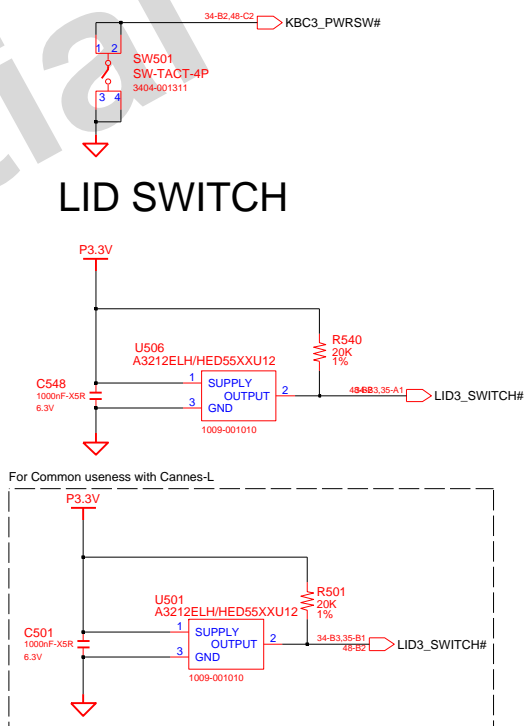 34-B2,48-C2
KBC3_PWRSW#
1 2
SW501
SW-TACT-4P
3404-001311
3 4
tial
LID SWITCH
P3.3V
R540
20K
1%
U506
A3212ELH/HED55XXU12
C548
1000nF-X5R
6.3V
1 SUPPLY
OUTPUT 2
3 GND
35-A1
LID3_SWITCH#
1009-001010
For Common useness with Cannes-L
P3.3V
R501
20K
1%
U501
A3212ELH/HED55XXU12
C501
1000nF-X5R
6.3V
1 SUPPLY
OUTPUT 2
3 GND
34-B3,35-B1
48-B2
LID3_SWITCH#
1009-001010